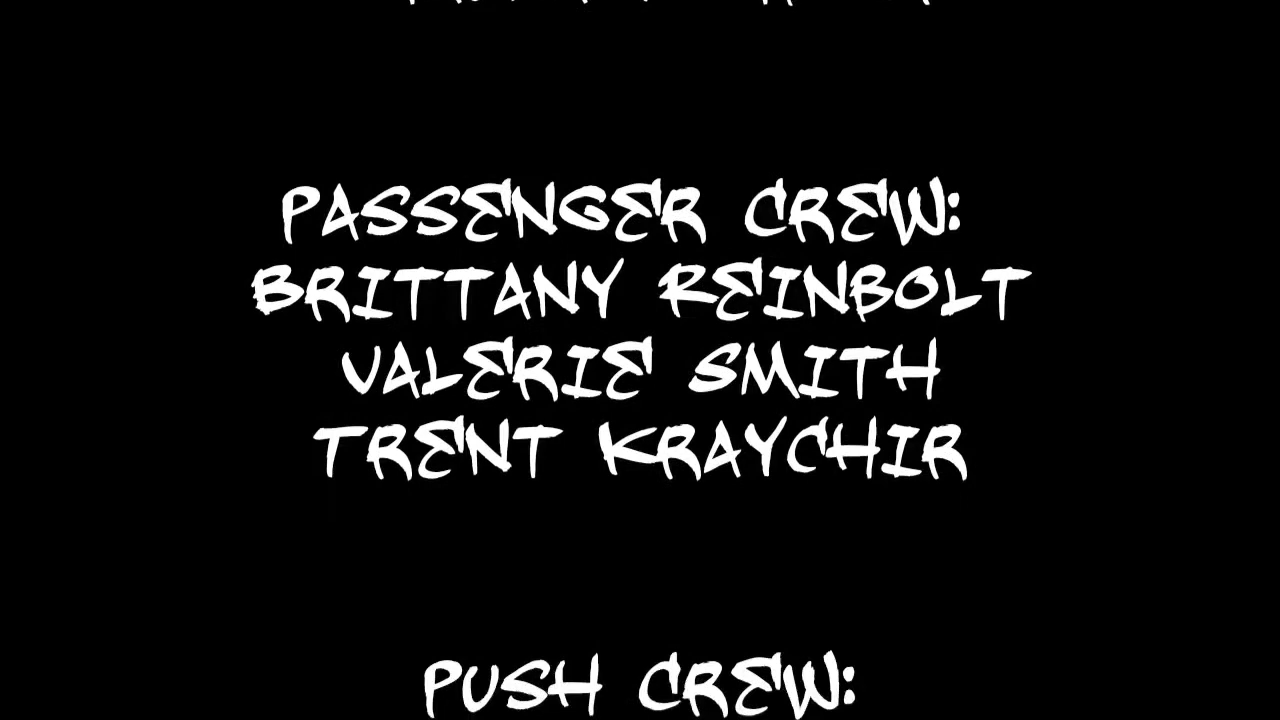 PASSENGER CREW:
BRITTANY REINBOLT
VALERIE SMITH
TRENT KRAYCHIR
PUSH CREW: